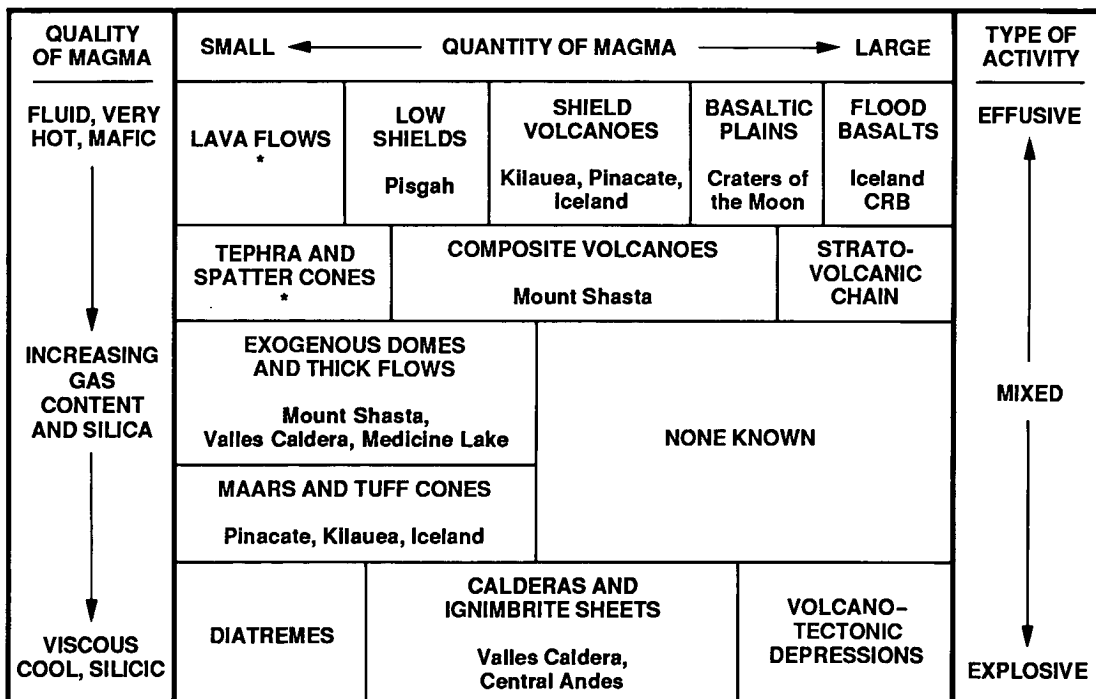 QUALITY
OF MAGMA
SMALL QUANTITY OF MAGMA LARGE
TYPE OF
ACTIVITY
FLUID, VERY
HOT, MAFIC
LAVA FLOWS
*
LOW
SHIELDS
Pisgah
SHIELD
VOLCANOES
Kilauea, Pinacate,
Iceland
BASALTIC
PLAINS
Craters of
the Moon
FLOOD
BASALTS
Iceland
CRB
EFFUSIVE
TEPHRA AND
SPATTER CONES
*
COMPOSITE VOLCANOES
Mount Shasta
STRATO-
VOLCANIC
CHAIN
INCREASING
GAS
CONTENT
AND SILICA
EXOGENOUS DOMES
AND THICK FLOWS
Mount Shasta,
Valles Caldera, Medicine Lake
NONE KNOWN
MIXED
MAARS AND TUFF CONES
Pinacate, Kilauea, Iceland
VISCOUS
COOL, SILICIC
DIATREMES
CALDERAS AND
IGNIMBRITE SHEETS
Valles Caldera,
Central Andes
VOLCANO-
TECTONIC
DEPRESSIONS
EXPLOSIVE